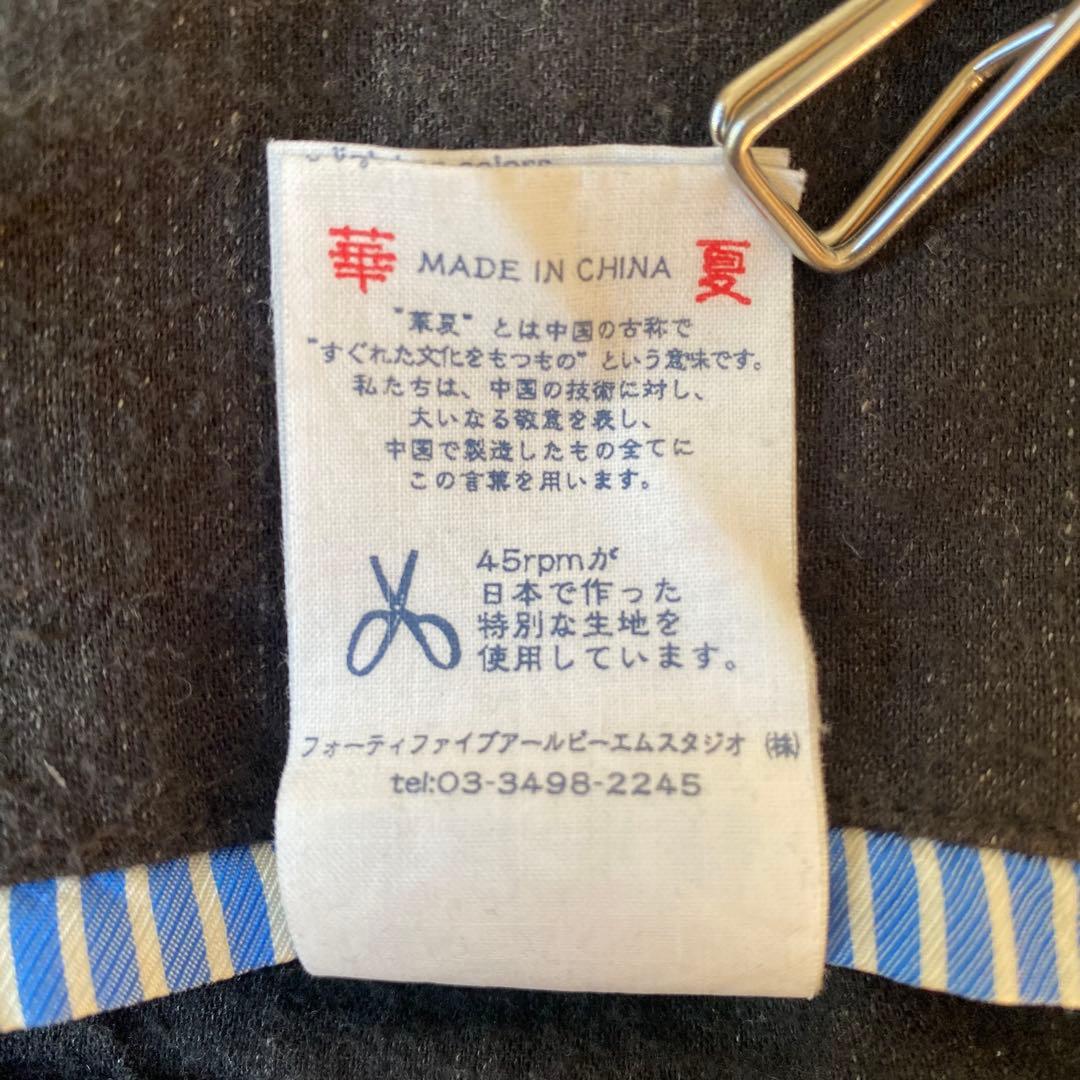 colors
華 MADE IN CHINA 夏
"華夏" とは中国の古称で
"すぐれた文化をもつもの" という意味です。
私たちは、中国の技術に対し、
大いなる敬意を表し、
中国で製造したもの全てに
この言葉を用います。
45rpmが
日本で作った
特別な生地を
使用しています。
フォーティファイブアールピーエムスタジオ (株)
tel:03-3498-2245